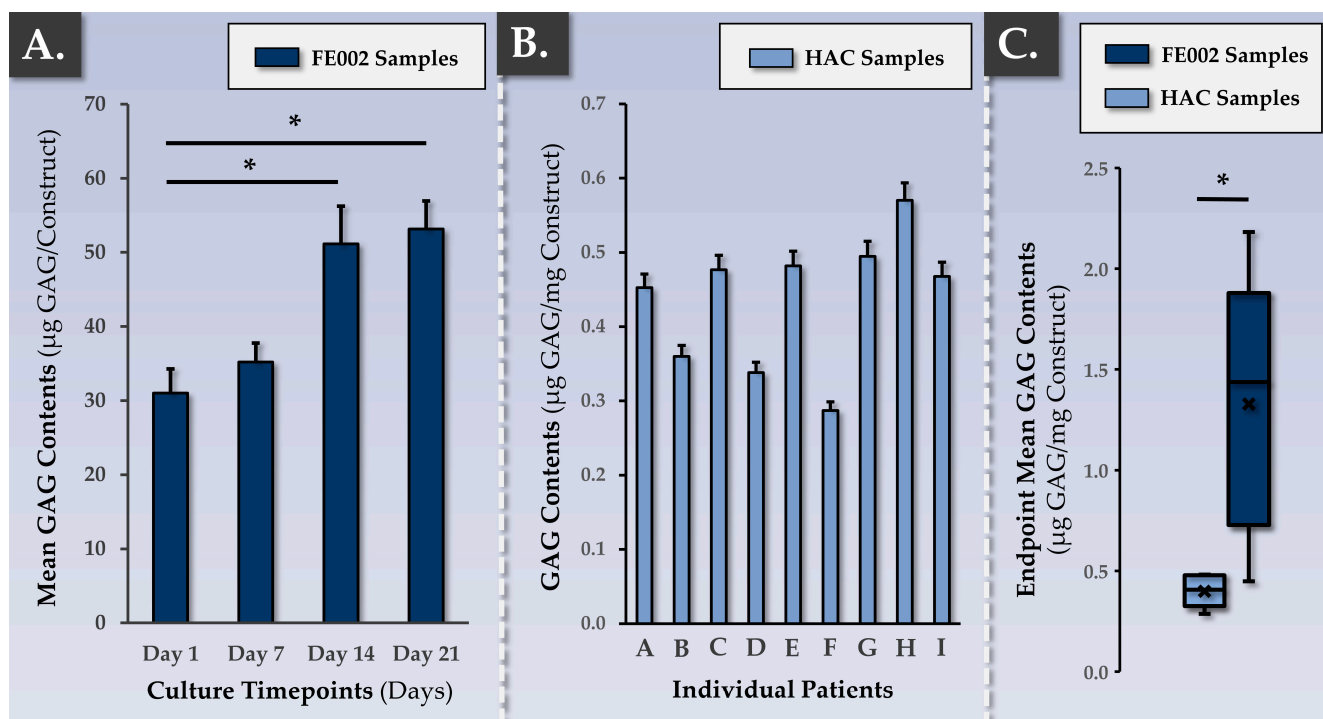 A.
FE002 Samples
Mean GAG Contents (µg GAG/Construct)
70
60
50
40
30
20
10
0
*
*
Day 1 Day 7 Day 14 Day 21
Culture Timepoints (Days)
B.
HAC Samples
GAG Contents (µg GAG/mg Construct)
0.7
0.6
0.5
0.4
0.3
0.2
0.1
0.0
A B C D E F G H I
Individual Patients
C.
FE002 Samples
HAC Samples
Endpoint Mean GAG Contents
(µg GAG/mg Construct)
2.5
2.0
1.5
1.0
0.5
0.0
*